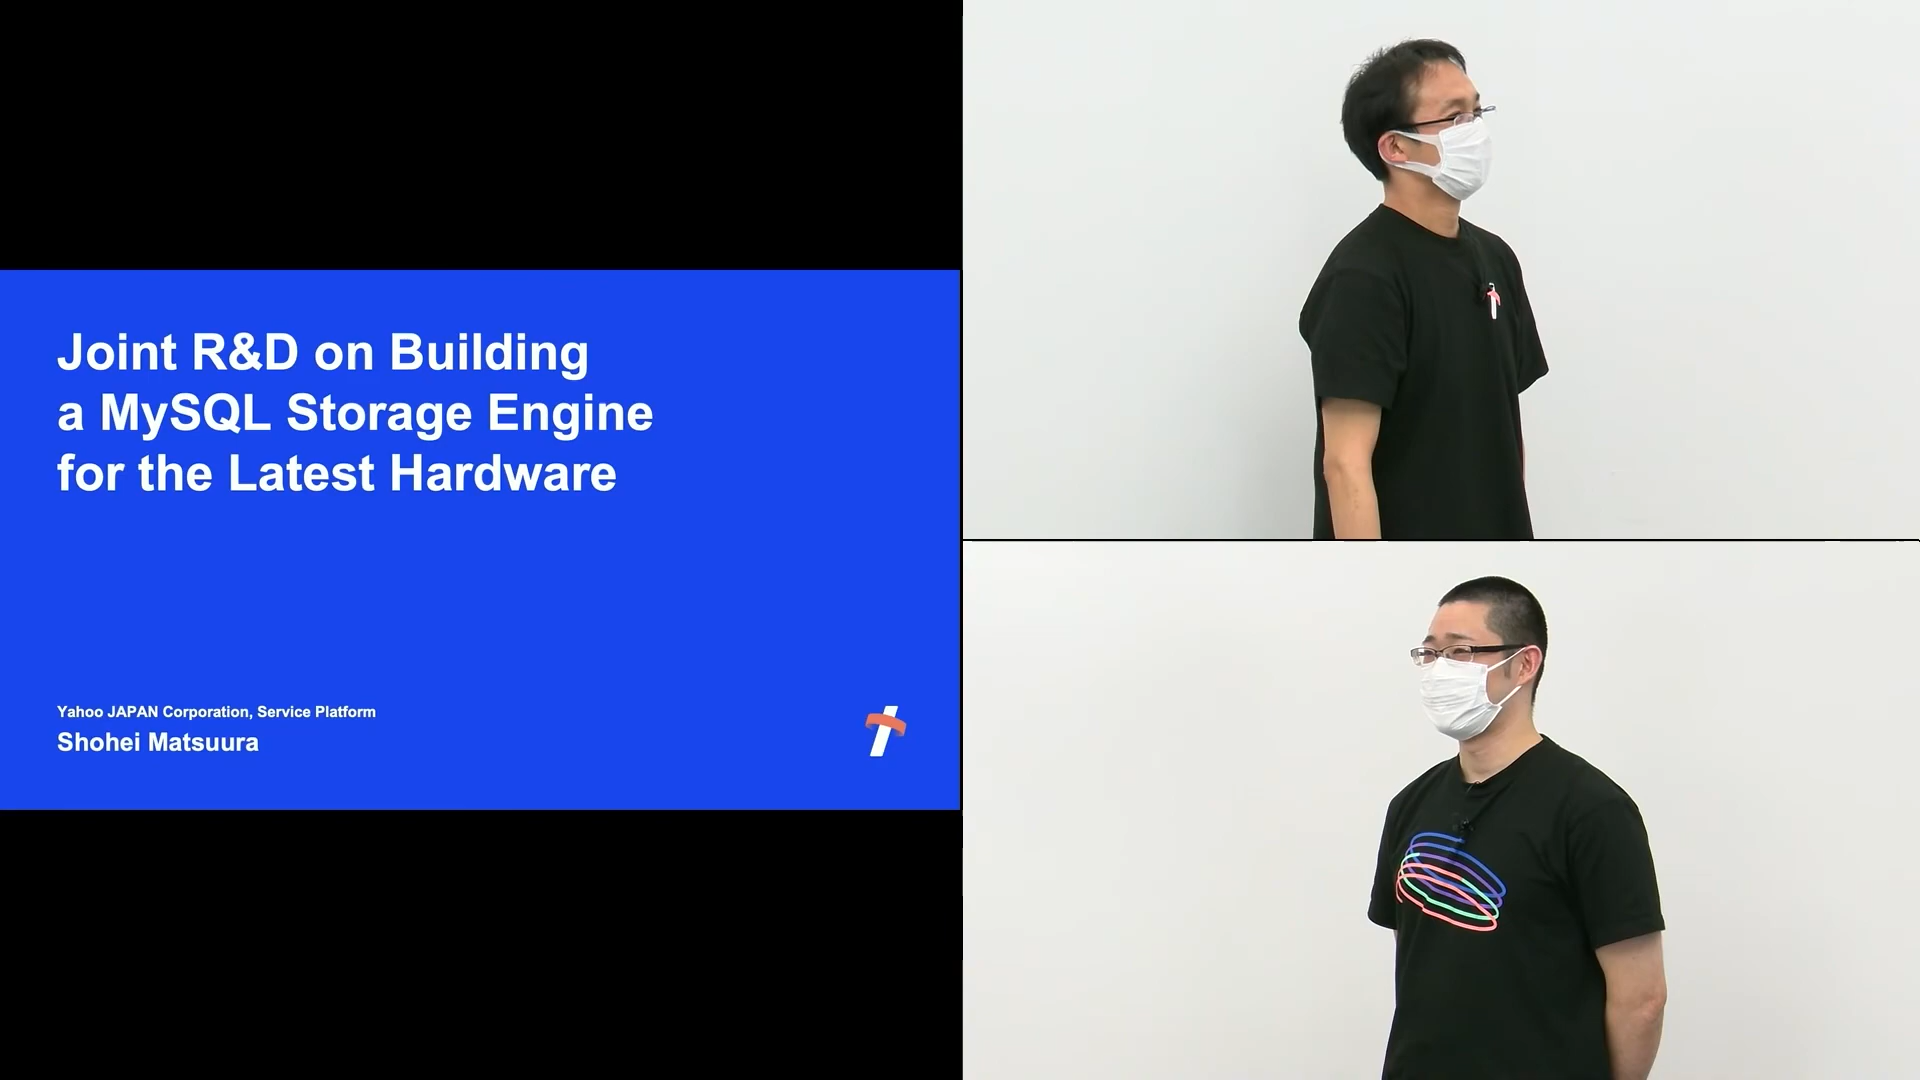 Joint R&D on Building
a MySQL Storage Engine
for the Latest Hardware
Yahoo JAPAN Corporation, Service Platform
Shohei Matsuura